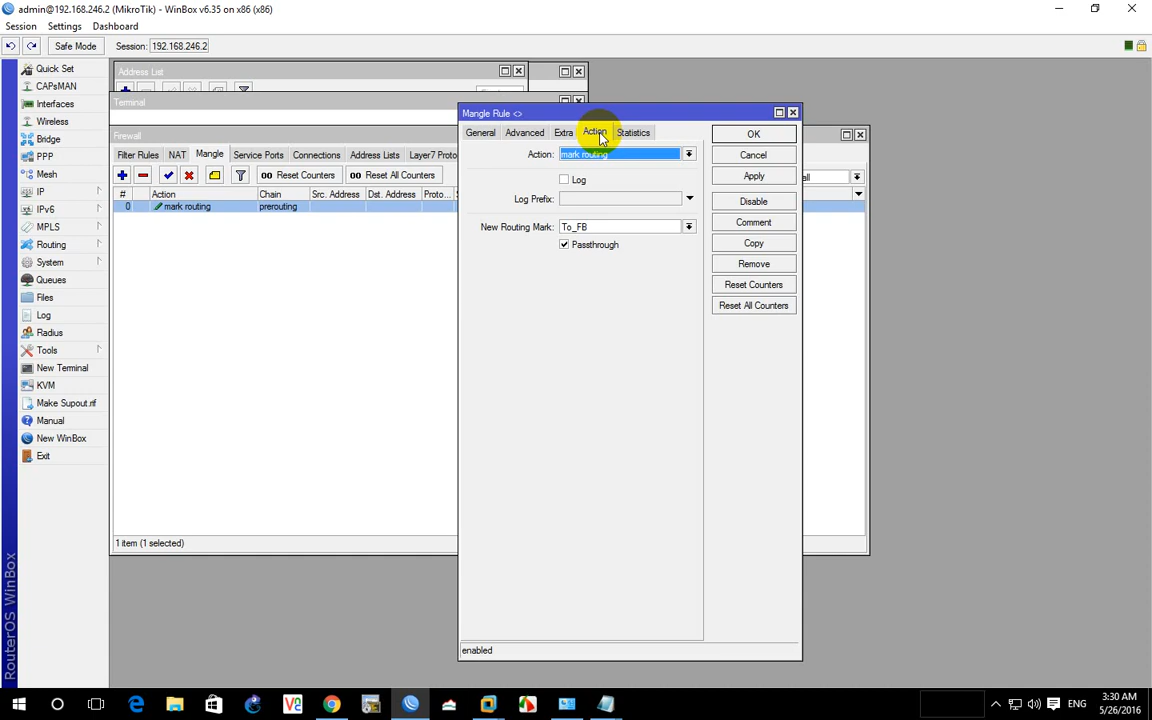 admin@192.168.246.2 (MikroTik) - WinBox v6.35 on x86 (x86)
Session Settings Dashboard
Safe Mode Session: 192.168.246.2
Quick Set
CAPsMAN
Interfaces
Wireless
Bridge
PPP
Mesh
IP
IPv6
MPLS
Routing
System
Queues
Files
Log
Radius
Tools
New Terminal
KVM
Make Supout.rif
Manual
New WinBox
Exit
RouterOS WinBox
Address List
Terminal
Firewall
Filter Rules NAT Mangle Service Ports Connections Address Lists Layer7 Proto
00 Reset Counters 00 Reset All Counters
all
# Action Chain Src. Address Dst. Address Proto...
0 mark routing prerouting
1 item (1 selected)
Mangle Rule <>
General Advanced Extra Action Statistics
Action: mark routing
Log
Log Prefix:
New Routing Mark: To_FB
Passthrough
OK
Cancel
Apply
Disable
Comment
Copy
Remove
Reset Counters
Reset All Counters
enabled
ENG
3:30 AM
5/26/2016